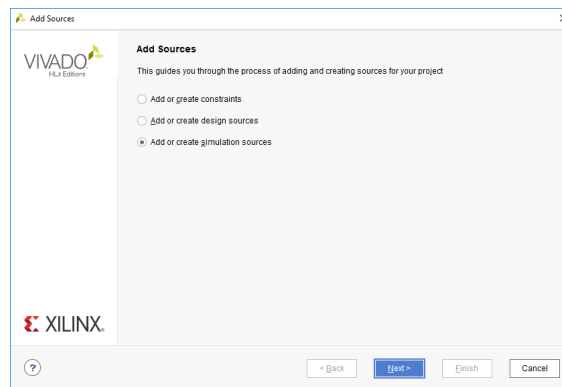 Add Sources
VIVADO
HLx Editions
Add Sources
This guides you through the process of adding and creating sources for your project
Add or create constraints
Add or create design sources
Add or create simulation sources
XILINX
?
< Back
Next >
Finish
Cancel